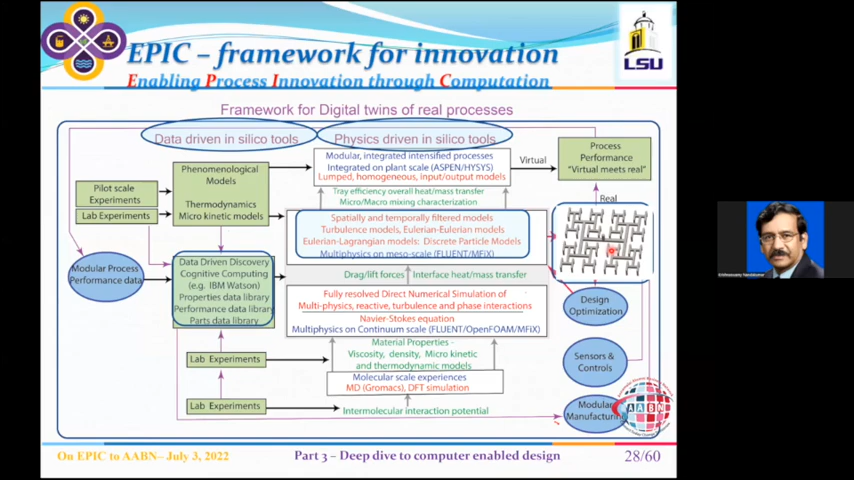 EPIC – framework for innovation
Enabling Process Innovation through Computation
LSU
Framework for Digital twins of real processes
Data driven in silico tools
Physics driven in silico tools
Phenomenological
Models
Thermodynamics
Micro kinetic models
Modular, integrated intensified processes
Integrated on plant scale (ASPEN/HYSYS)
Lumped, homogeneous, input/output models
Virtual
Process
Performance
"Virtual meets real"
Pilot scale
Experiments
Lab Experiments
Tray efficiency overall heat/mass transfer
Micro/Macro mixing characterization
Real
Spatially and temporally filtered models
Turbulence models, Eulerian-Eulerian models
Eulerian-Lagrangian models: Discrete Particle Models
Multiphysics on meso-scale (FLUENT/MFiX)
Modular Process
Performance data
Data Driven Discovery
Cognitive Computing
(e.g. IBM Watson)
Properties data library
Performance data library
Parts data library
Drag/lift forces
Interface heat/mass transfer
Fully resolved Direct Numerical Simulation of
Multi-physics, reactive, turbulence and phase interactions
Navier-Stokes equation
Multiphysics on Continuum scale (FLUENT/OpenFOAM/MFiX)
Design
Optimization
Material Properties -
Viscosity, density, Micro kinetic
and thermodynamic models
Lab Experiments
Sensors &
Controls
Molecular scale experiences
MD (Gromacs), DFT simulation
Lab Experiments
Intermolecular interaction potential
Modular
Manufacturing
AABN
On EPIC to AABN– July 3, 2022
Part 3 – Deep dive to computer enabled design
28/60